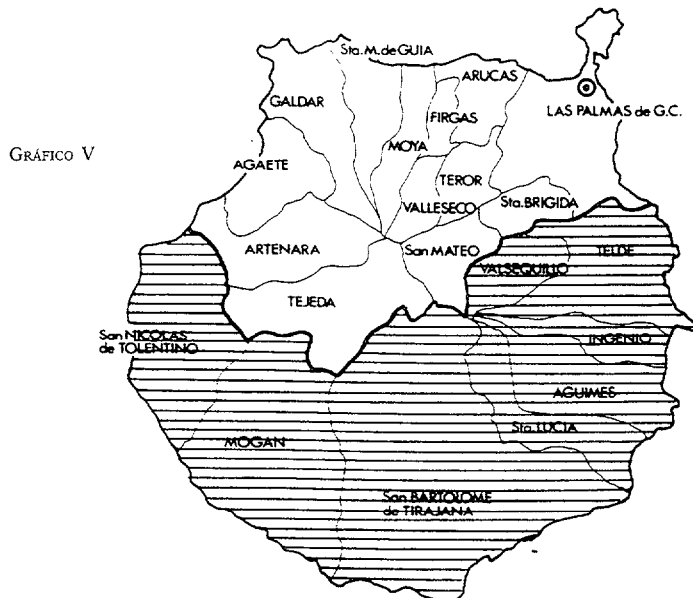 GRÁFICO V
Sta. M. de GUIA
ARUCAS
GALDAR
LAS PALMAS de G.C.
FIRGAS
MOYA
AGAETE
TEROR
VALLESECO
Sta. BRIGIDA
ARTENARA
San MATEO
TELDE
VALSEQUILLO
TEJEDA
San NICOLAS
de TOLENTINO
INGENIO
AGUIMES
Sta. LUCIA
MOGAN
San BARTOLOME
de TIRAJANA